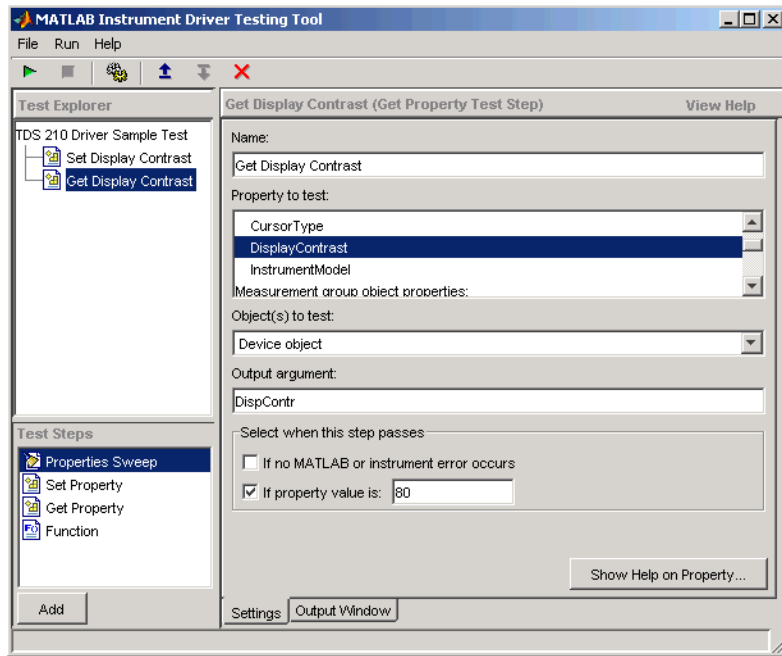 MATLAB Instrument Driver Testing Tool
File Run Help
Test Explorer
TDS 210 Driver Sample Test
Set Display Contrast
Get Display Contrast
Test Steps
Properties Sweep
Set Property
Get Property
Function
Add
Get Display Contrast (Get Property Test Step) View Help
Name:
Get Display Contrast
Property to test:
CursorType
DisplayContrast
InstrumentModel
Measurement group object properties:
Object(s) to test:
Device object
Output argument:
DispContr
Select when this step passes
If no MATLAB or instrument error occurs
If property value is: 80
Show Help on Property...
Settings Output Window